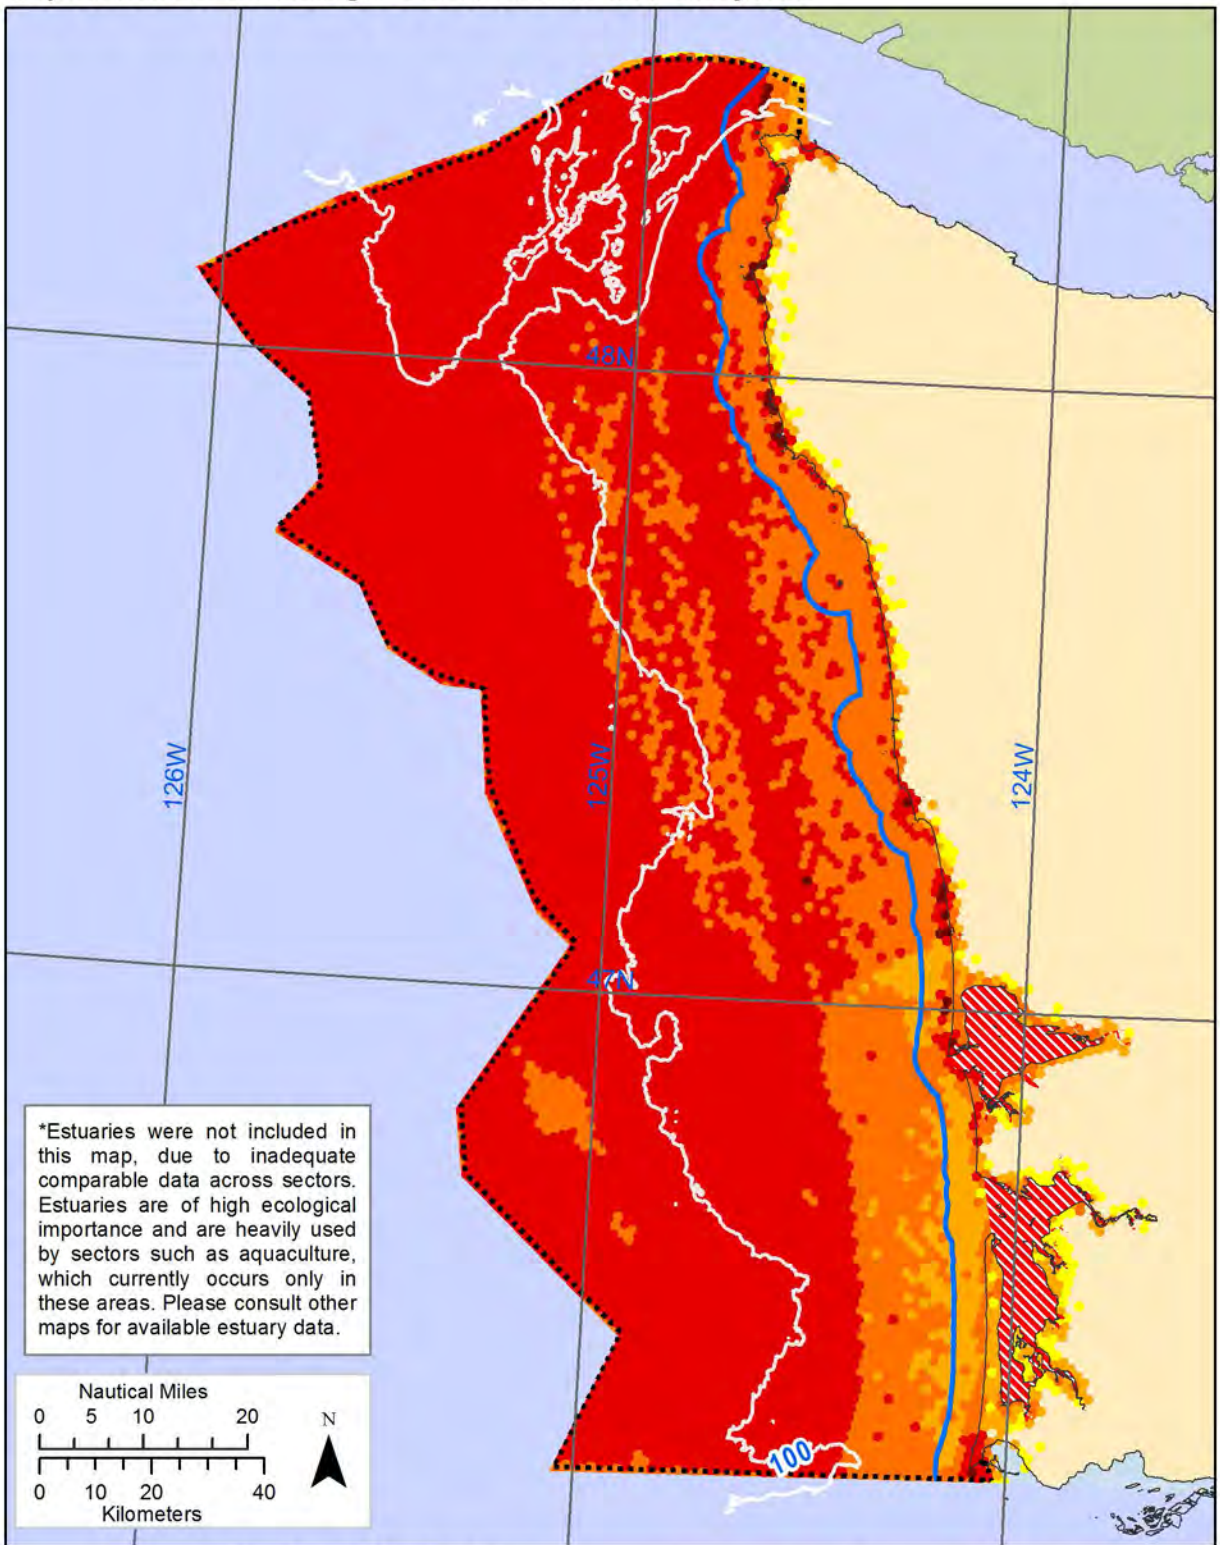 48N
126W
125W
124W
47N
*Estuaries were not included in
this map, due to inadequate
comparable data across sectors.
Estuaries are of high ecological
importance and are heavily used
by sectors such as aquaculture,
which currently occurs only in
these areas. Please consult other
maps for available estuary data.
Nautical Miles
0 5 10 20
N
0 10 20 40
Kilometers
100